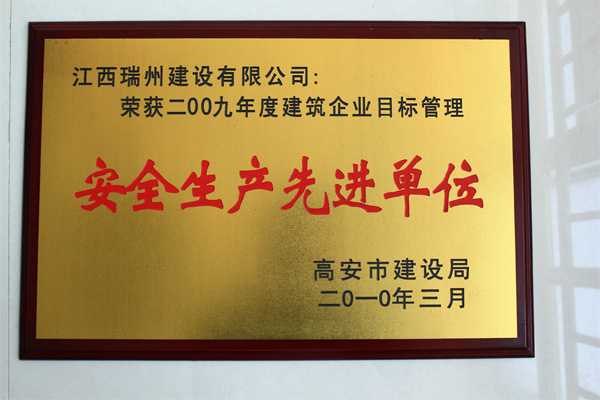 江西瑞州建设有限公司:
荣获二00九年度建筑企业目标管理
安全生产先进单位
高安市建设局
二0一0年三月